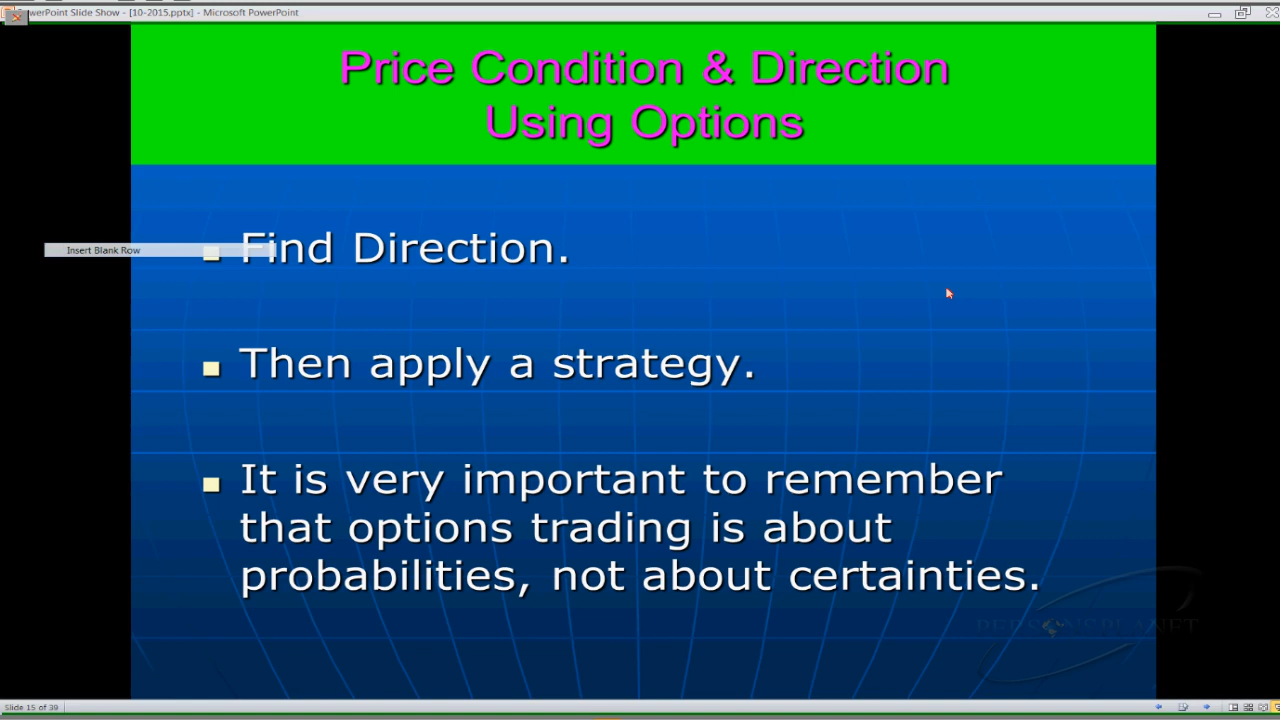 PowerPoint Slide Show - [10-2015.pptx] - Microsoft PowerPoint
Price Condition & Direction
Using Options
Insert Blank Row
Find Direction.
Then apply a strategy.
It is very important to remember
that options trading is about
probabilities, not about certainties.
PERSONSPLANET
Slide 15 of 39